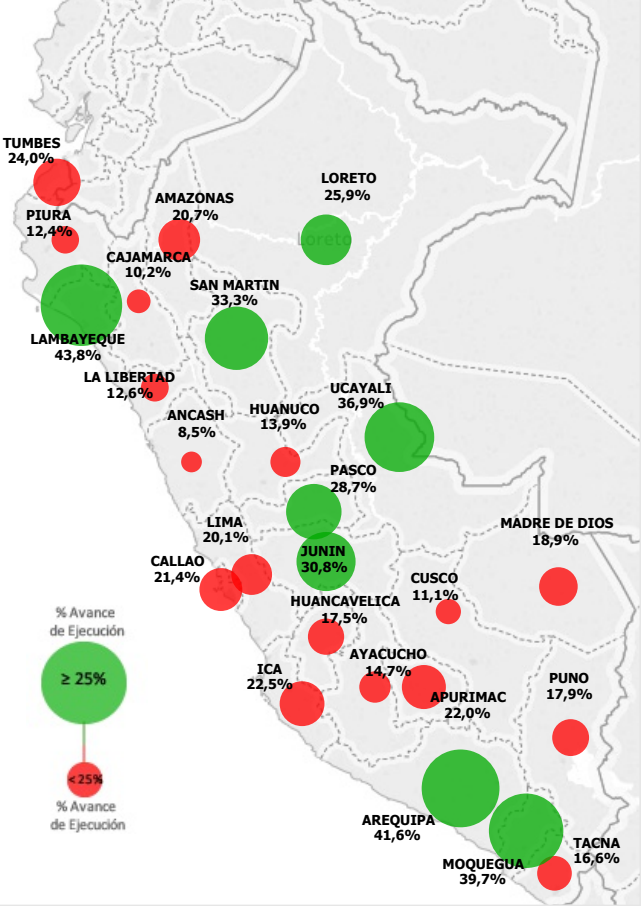 TUMBES
24,0%
LORETO
25,9%
Loreto
AMAZONAS
20,7%
PIURA
12,4%
CAJAMARCA
10,2%
SAN MARTIN
33,3%
LAMBAYEQUE
43,8%
LA LIBERTAD
12,6%
UCAYALI
36,9%
HUANUCO
13,9%
ANCASH
8,5%
PASCO
28,7%
LIMA
20,1%
MADRE DE DIOS
18,9%
JUNIN
30,8%
CALLAO
21,4%
CUSCO
11,1%
HUANCAVELICA
17,5%
AYACUCHO
14,7%
ICA
22,5%
APURIMAC
22,0%
PUNO
17,9%
AREQUIPA
41,6%
MOQUEGUA
39,7%
TACNA
16,6%
% Avance
de Ejecución
≥ 25%
< 25%
% Avance
de Ejecución